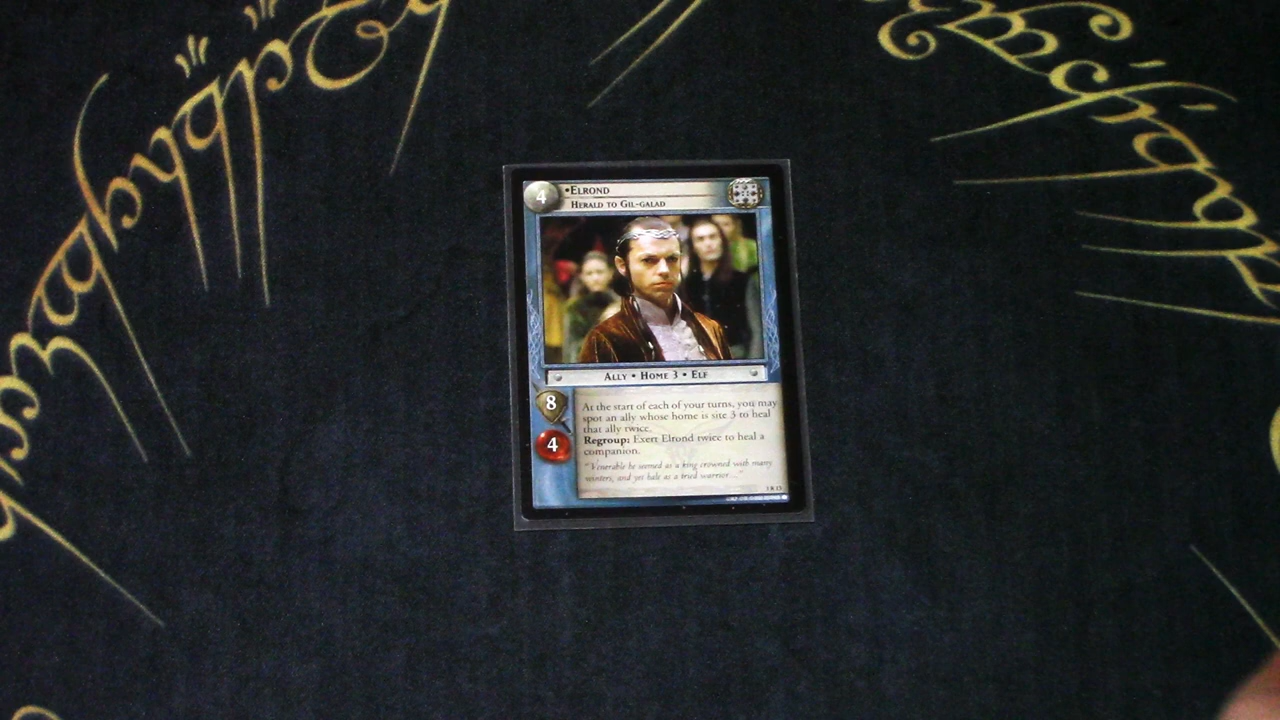 4
•Elrond
Herald to Gil-galad
Ally • Home 3 • Elf
8
4
At the start of each of your turns, you may
spot an ally whose home is site 3 to heal
that ally twice.
Regroup: Exert Elrond twice to heal a
companion.
"Venerable he seemed as a king crowned with many
winters, and yet hale as a tried warrior...."
3 R 13